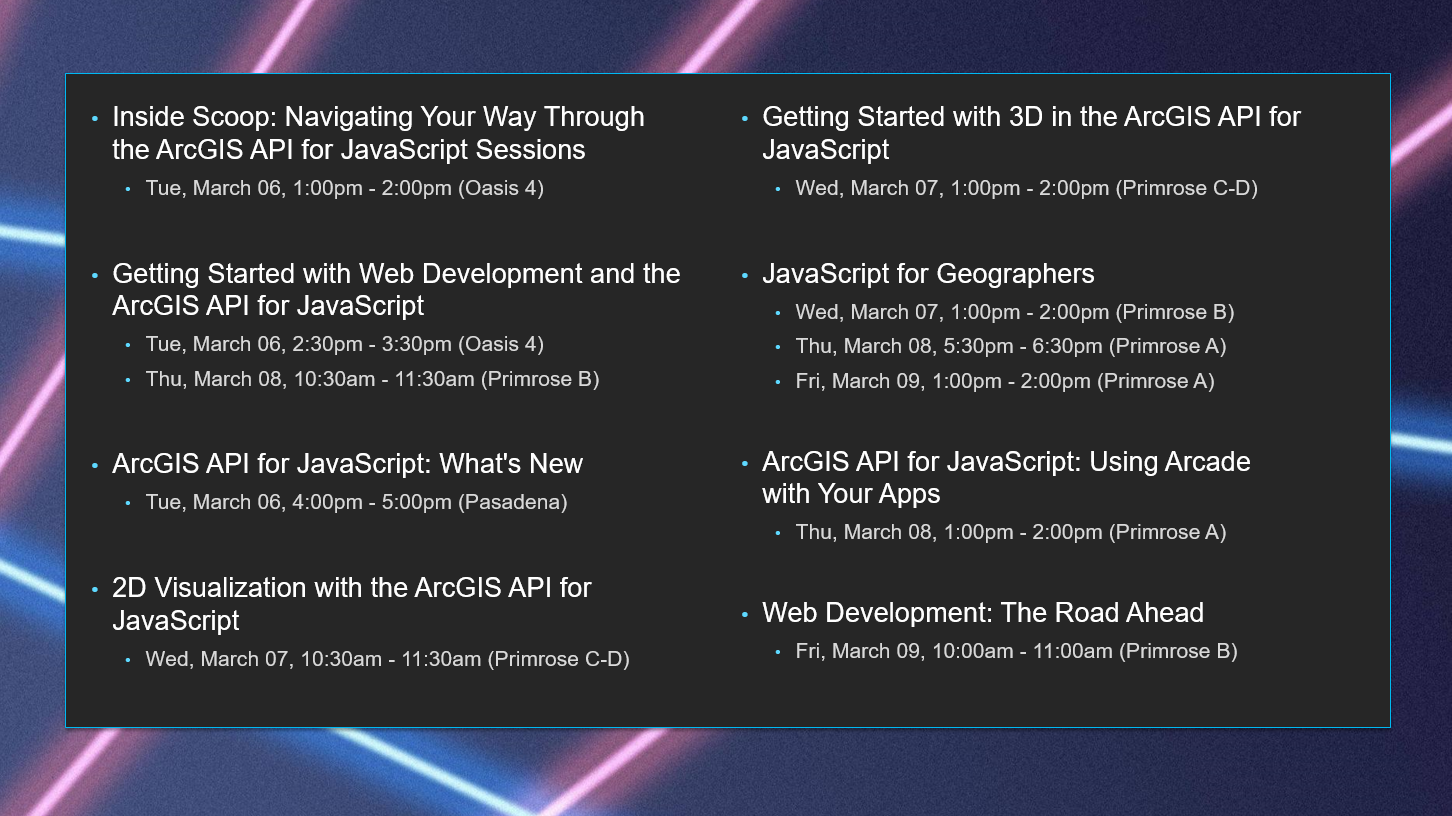 Inside Scoop: Navigating Your Way Through
the ArcGIS API for JavaScript Sessions
Tue, March 06, 1:00pm - 2:00pm (Oasis 4)
Getting Started with Web Development and the
ArcGIS API for JavaScript
Tue, March 06, 2:30pm - 3:30pm (Oasis 4)
Thu, March 08, 10:30am - 11:30am (Primrose B)
ArcGIS API for JavaScript: What's New
Tue, March 06, 4:00pm - 5:00pm (Pasadena)
2D Visualization with the ArcGIS API for
JavaScript
Wed, March 07, 10:30am - 11:30am (Primrose C-D)
Getting Started with 3D in the ArcGIS API for
JavaScript
Wed, March 07, 1:00pm - 2:00pm (Primrose C-D)
JavaScript for Geographers
Wed, March 07, 1:00pm - 2:00pm (Primrose B)
Thu, March 08, 5:30pm - 6:30pm (Primrose A)
Fri, March 09, 1:00pm - 2:00pm (Primrose A)
ArcGIS API for JavaScript: Using Arcade
with Your Apps
Thu, March 08, 1:00pm - 2:00pm (Primrose A)
Web Development: The Road Ahead
Fri, March 09, 10:00am - 11:00am (Primrose B)